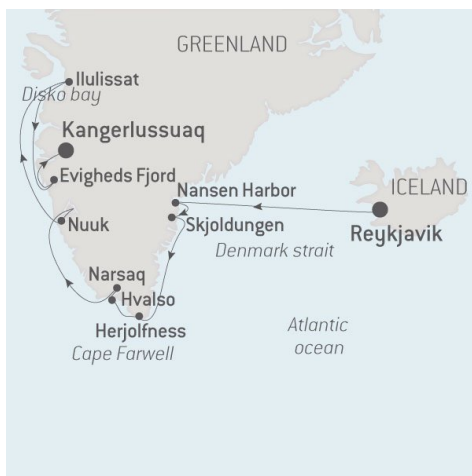 GREENLAND
Ilulissat
Disko bay
Kangerlussuaq
Evigheds Fjord
Nansen Harbor
ICELAND
Nuuk
Skjoldungen
Reykjavik
Denmark strait
Narsaq
Hvalso
Herjolfness
Cape Farwell
Atlantic
ocean